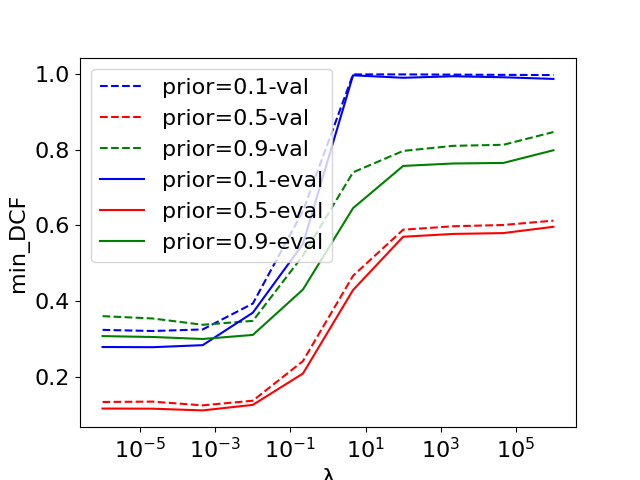 1.0
0.8
0.6
0.4
0.2
min_DCF
prior=0.1-val
prior=0.5-val
prior=0.9-val
prior=0.1-eval
prior=0.5-eval
prior=0.9-eval
10⁻⁵ 10⁻³ 10⁻¹ 10¹ 10³ 10⁵
λ